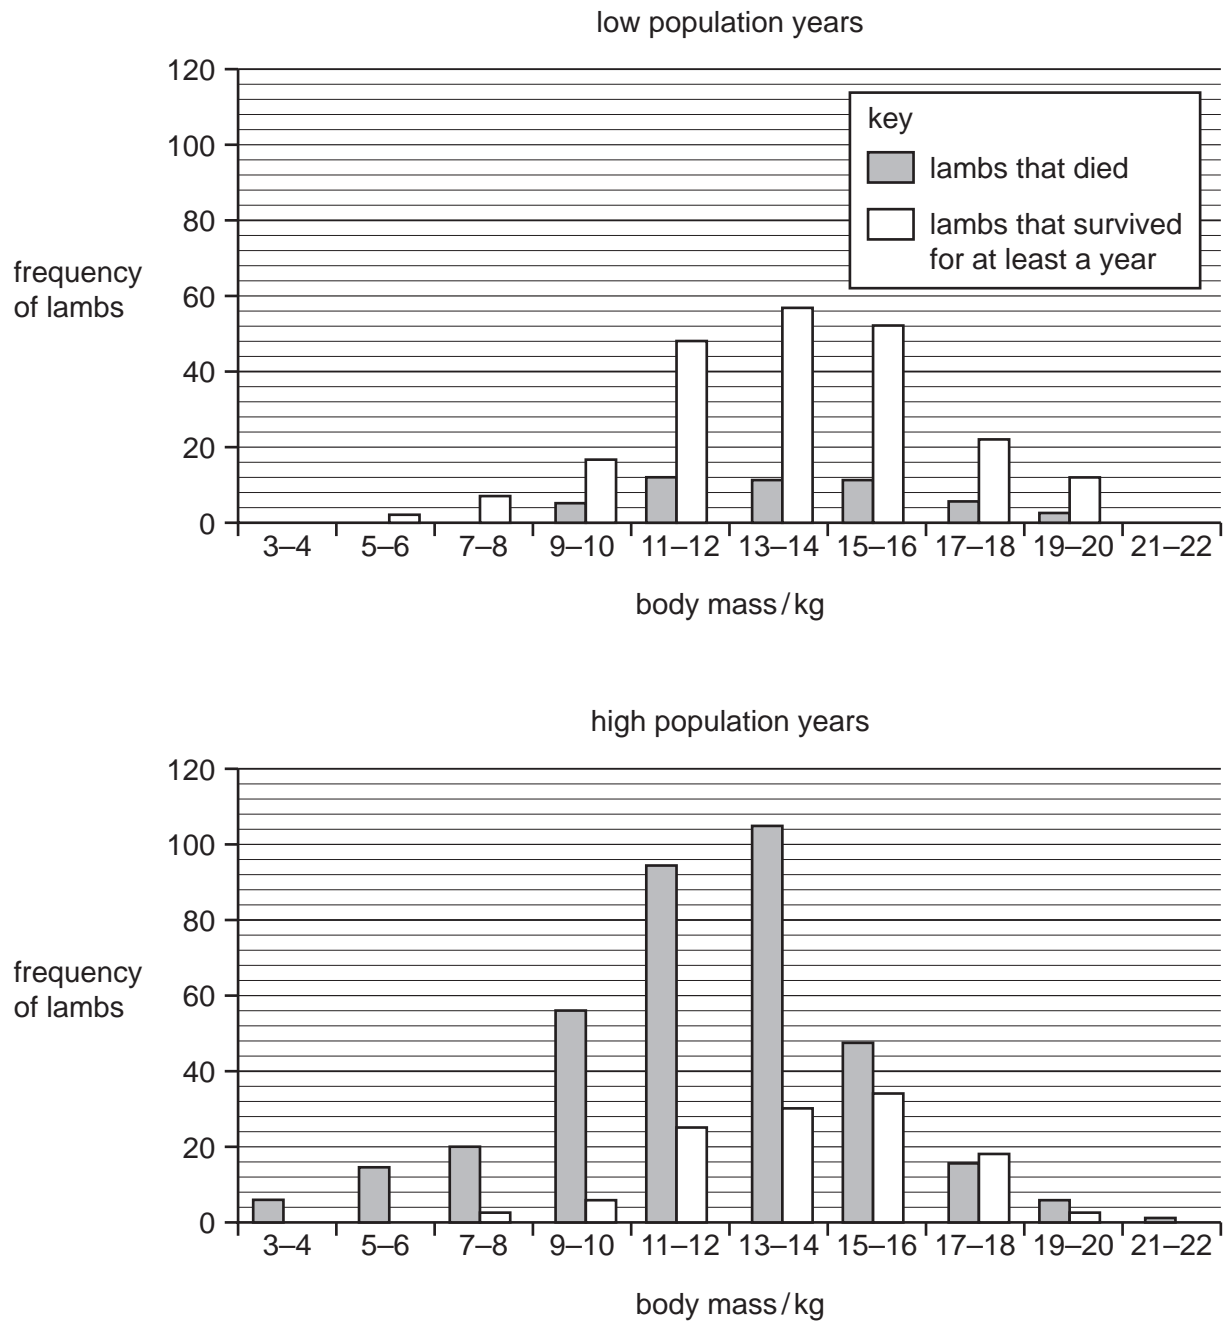 low population years
120
100
80
60
40
20
0
frequency
of lambs
key
lambs that died
lambs that survived
for at least a year
3–4 5–6 7–8 9–10 11–12 13–14 15–16 17–18 19–20 21–22
body mass / kg
high population years
120
100
80
60
40
20
0
frequency
of lambs
3–4 5–6 7–8 9–10 11–12 13–14 15–16 17–18 19–20 21–22
body mass / kg